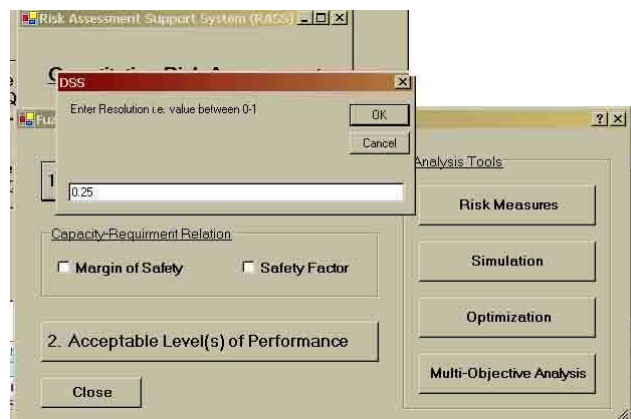 Risk Assessment Support System (RASS)
DSS
Enter Resolution i.e. value between 0-1
OK
Cancel
0.25
Fuz
1
Capacity-Requirment Relation
Margin of Safety
Safety Factor
2. Acceptable Level(s) of Performance
Close
Analysis Tools
Risk Measures
Simulation
Optimization
Multi-Objective Analysis